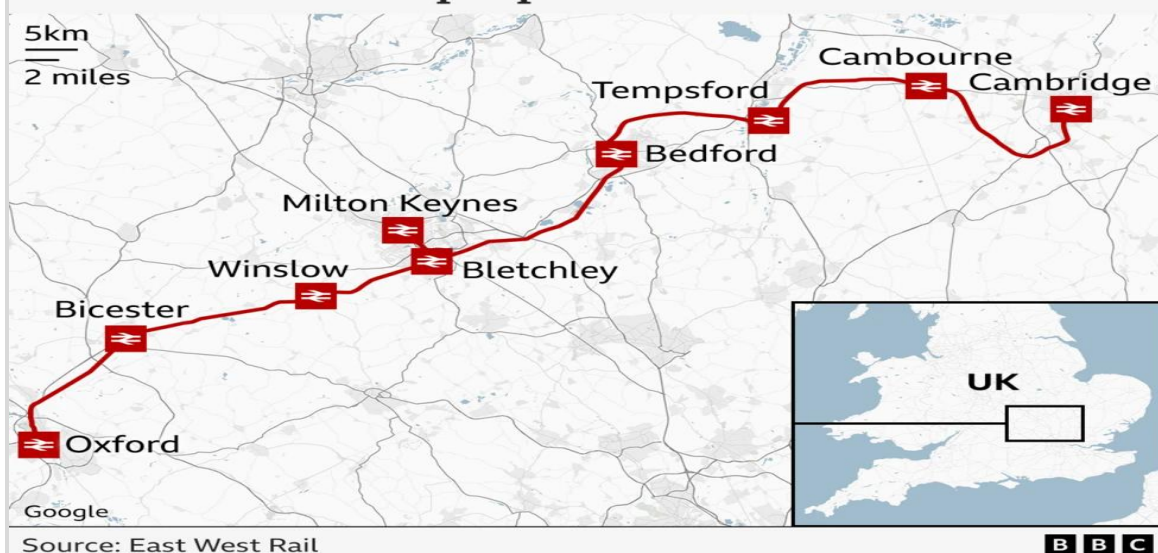 5km
2 miles
Cambourne
Cambridge
Tempsford
Bedford
Milton Keynes
Winslow
Bletchley
Bicester
UK
Oxford
Google
Source: East West Rail
BBC